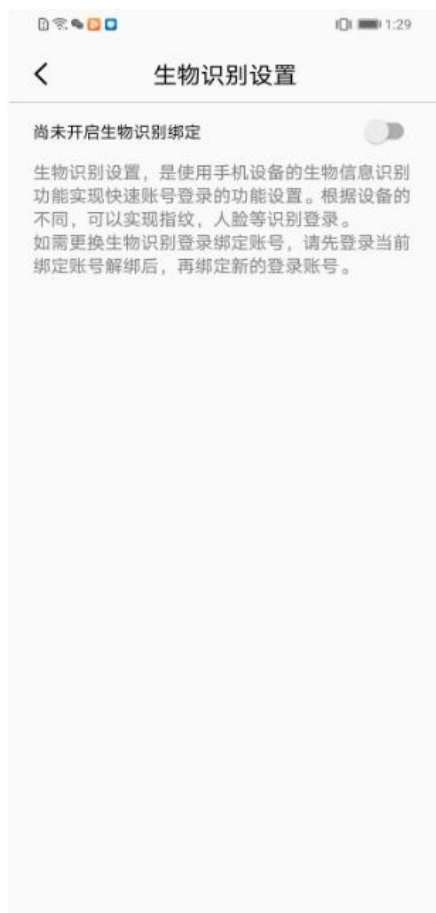 1:29
生物识别设置
尚未开启生物识别绑定
生物识别设置，是使用手机设备的生物信息识别
功能实现快速账号登录的功能设置。根据设备的
不同，可以实现指纹，人脸等识别登录。
如需更换生物识别登录绑定账号，请先登录当前
绑定账号解绑后，再绑定新的登录账号。